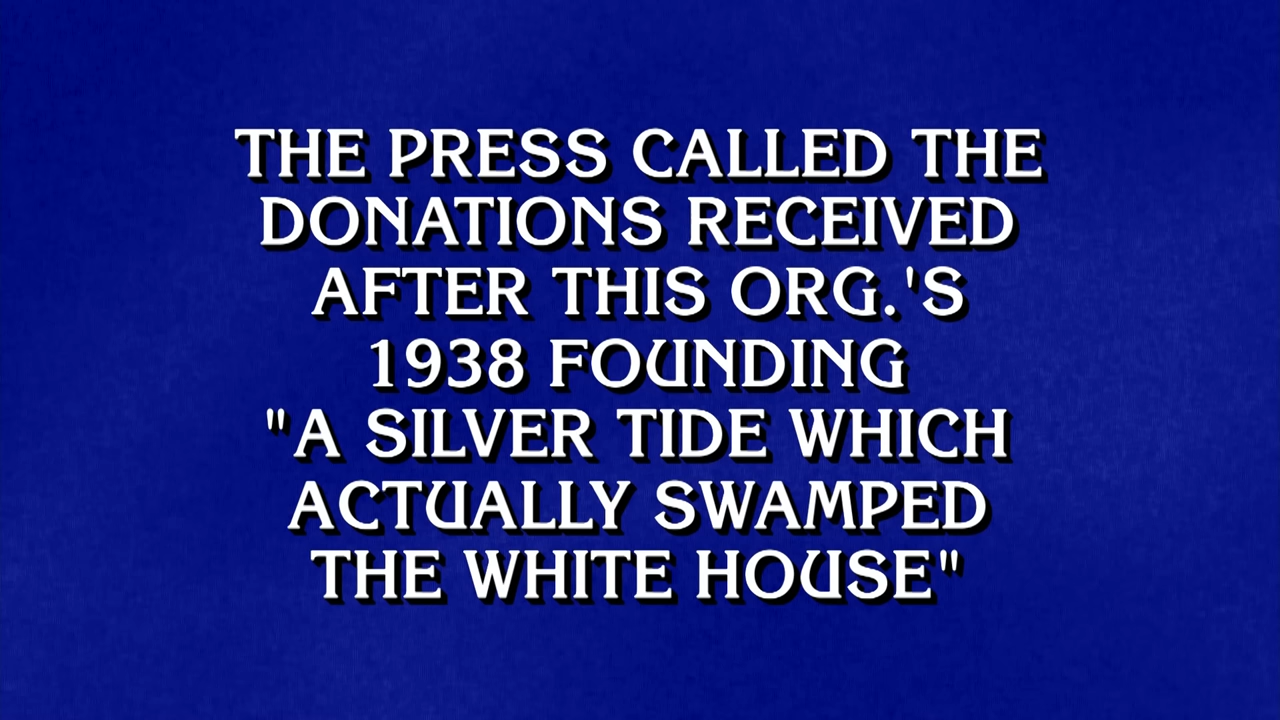 THE PRESS CALLED THE
DONATIONS RECEIVED
AFTER THIS ORG.'S
1938 FOUNDING
"A SILVER TIDE WHICH
ACTUALLY SWAMPED
THE WHITE HOUSE"